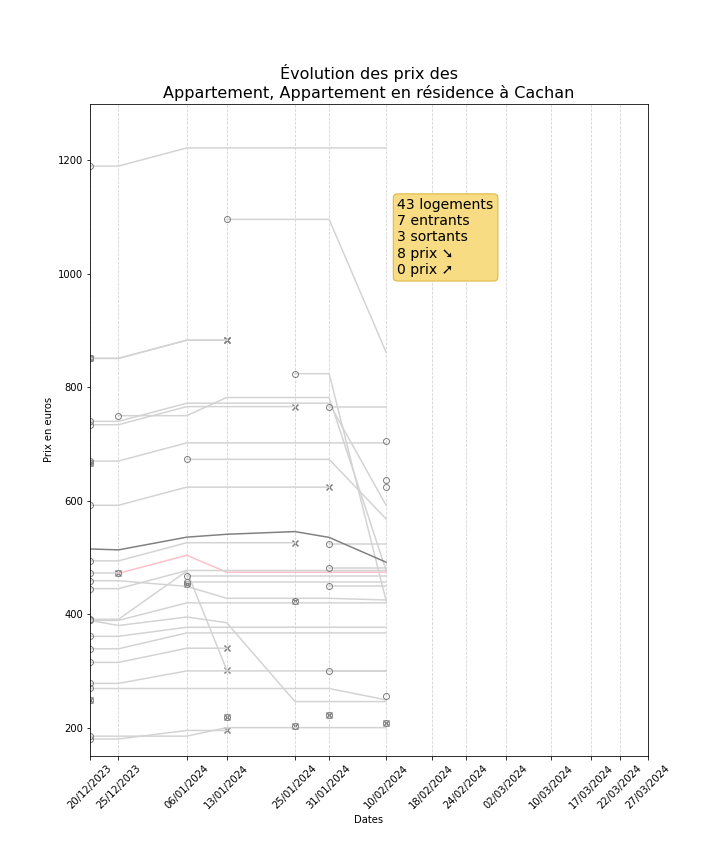 Évolution des prix des
Appartement, Appartement en résidence à Cachan
43 logements
7 entrants
3 sortants
8 prix ↘
0 prix ↗
Prix en euros
1200
1000
800
600
400
200
20/12/2023
25/12/2023
06/01/2024
13/01/2024
25/01/2024
31/01/2024
10/02/2024
18/02/2024
24/02/2024
02/03/2024
10/03/2024
17/03/2024
22/03/2024
27/03/2024
Dates